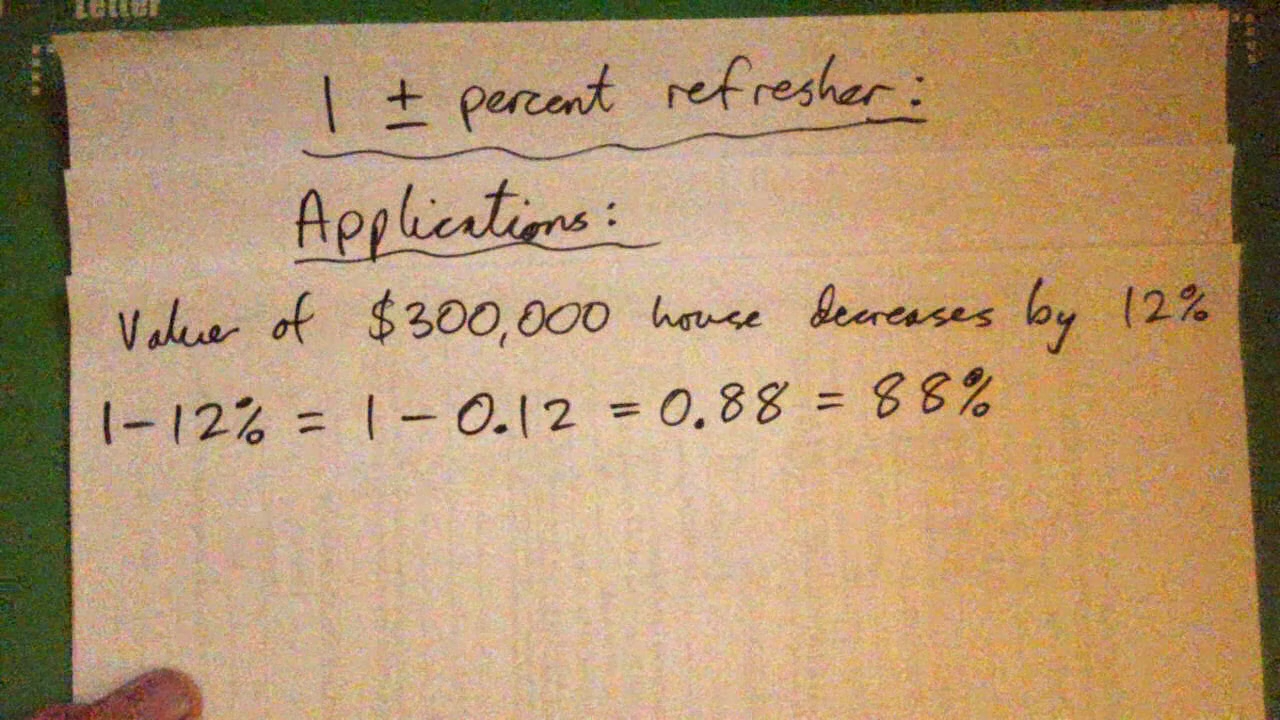 Letter
1 ± percent refresher:
Applications:
Value of $300,000 house decreases by 12%
1-12% = 1 - 0.12 = 0.88 = 88%